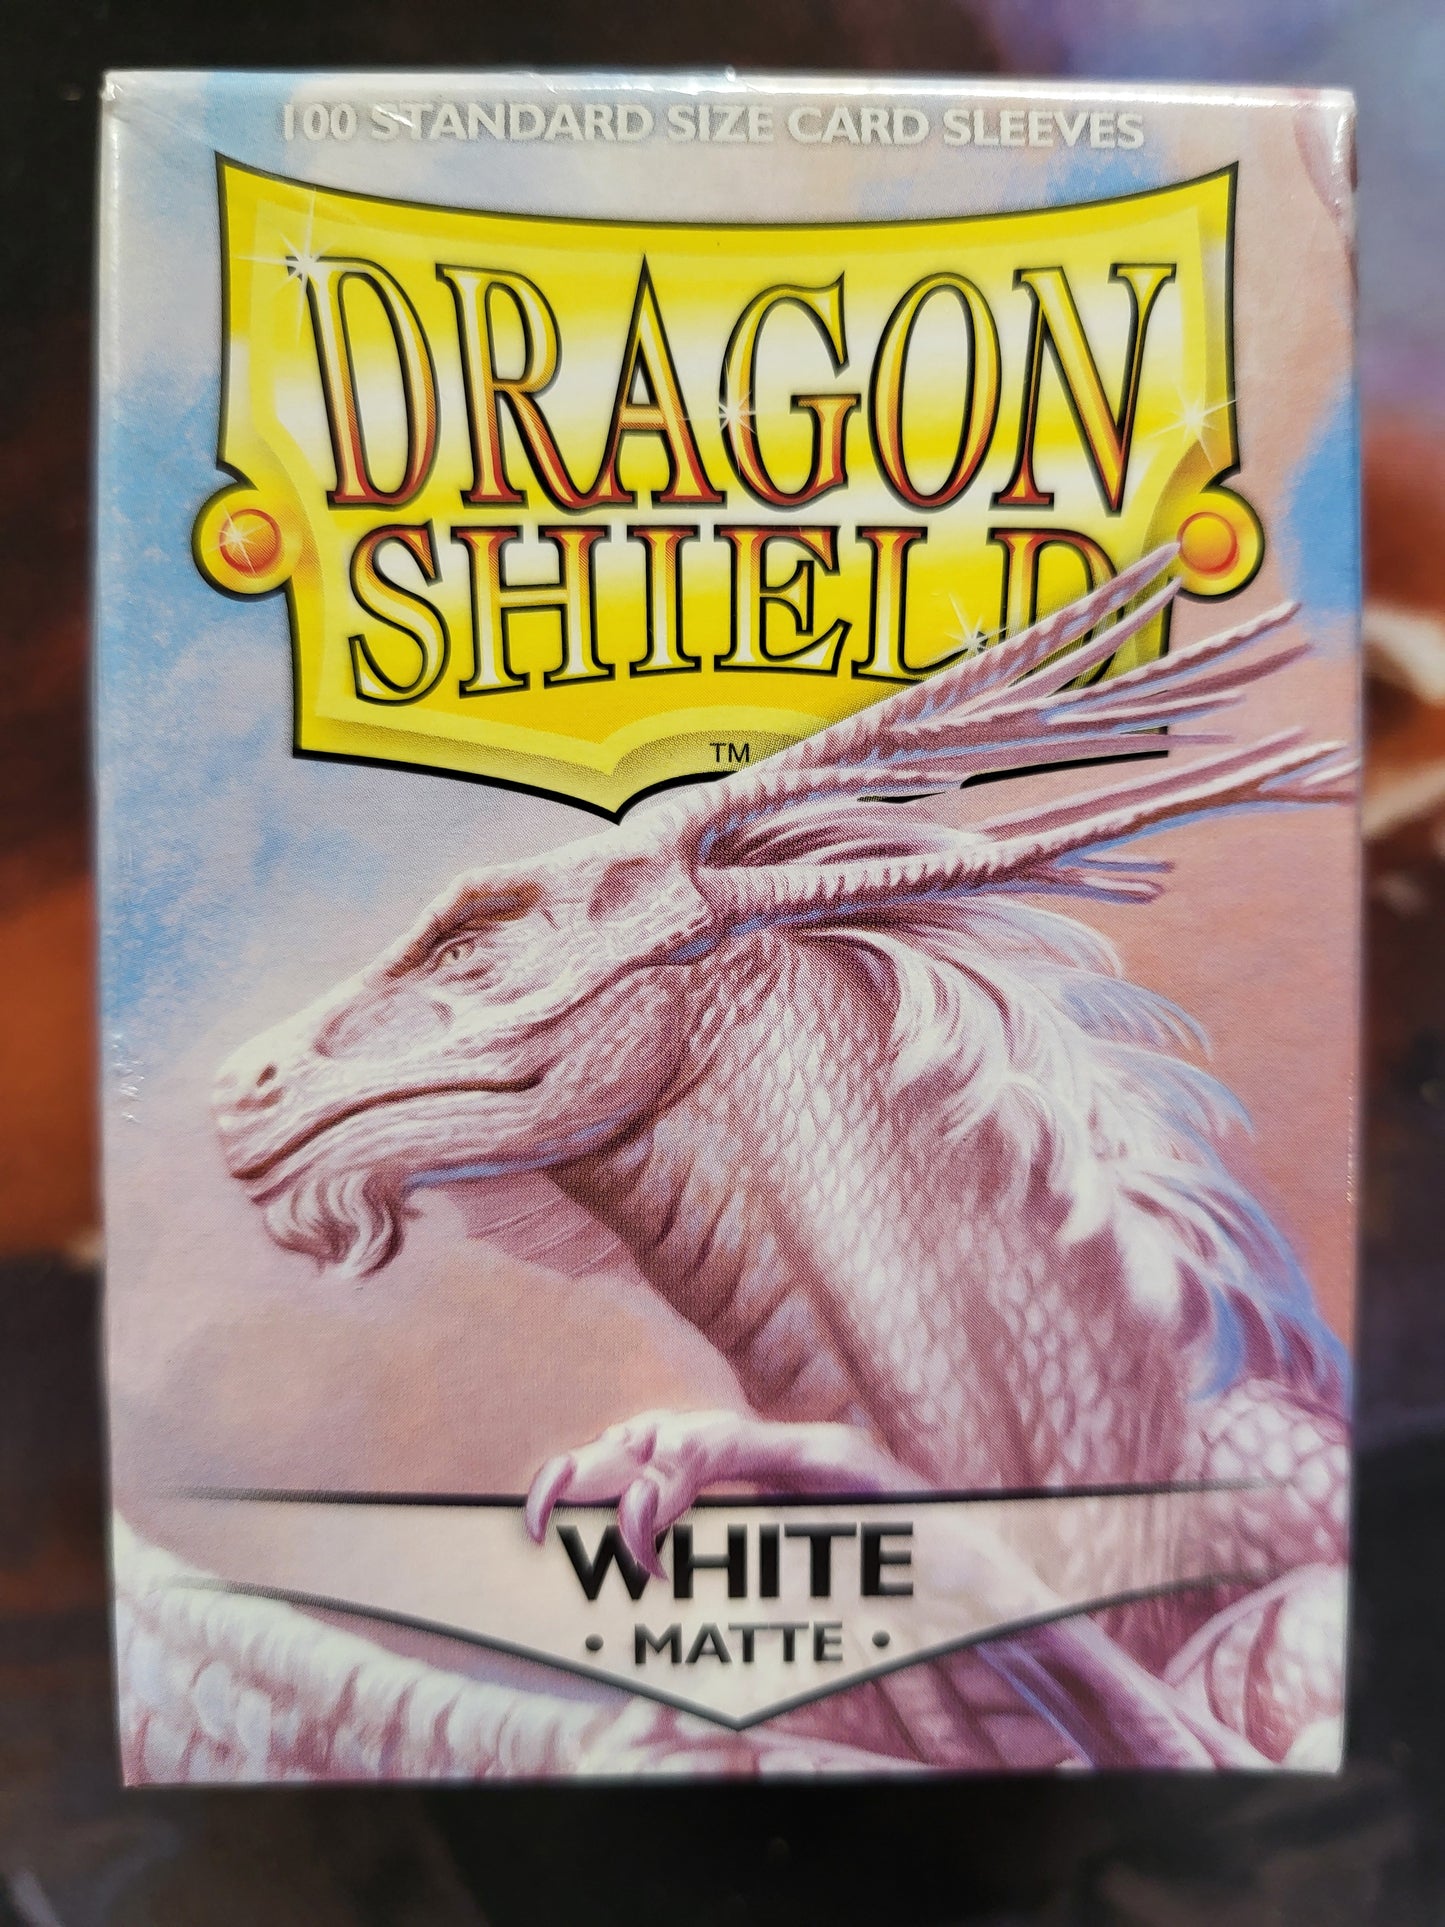 100 STANDARD SIZE CARD SLEEVES
DRAGON
SHIELD
TM
WHITE
• MATTE •